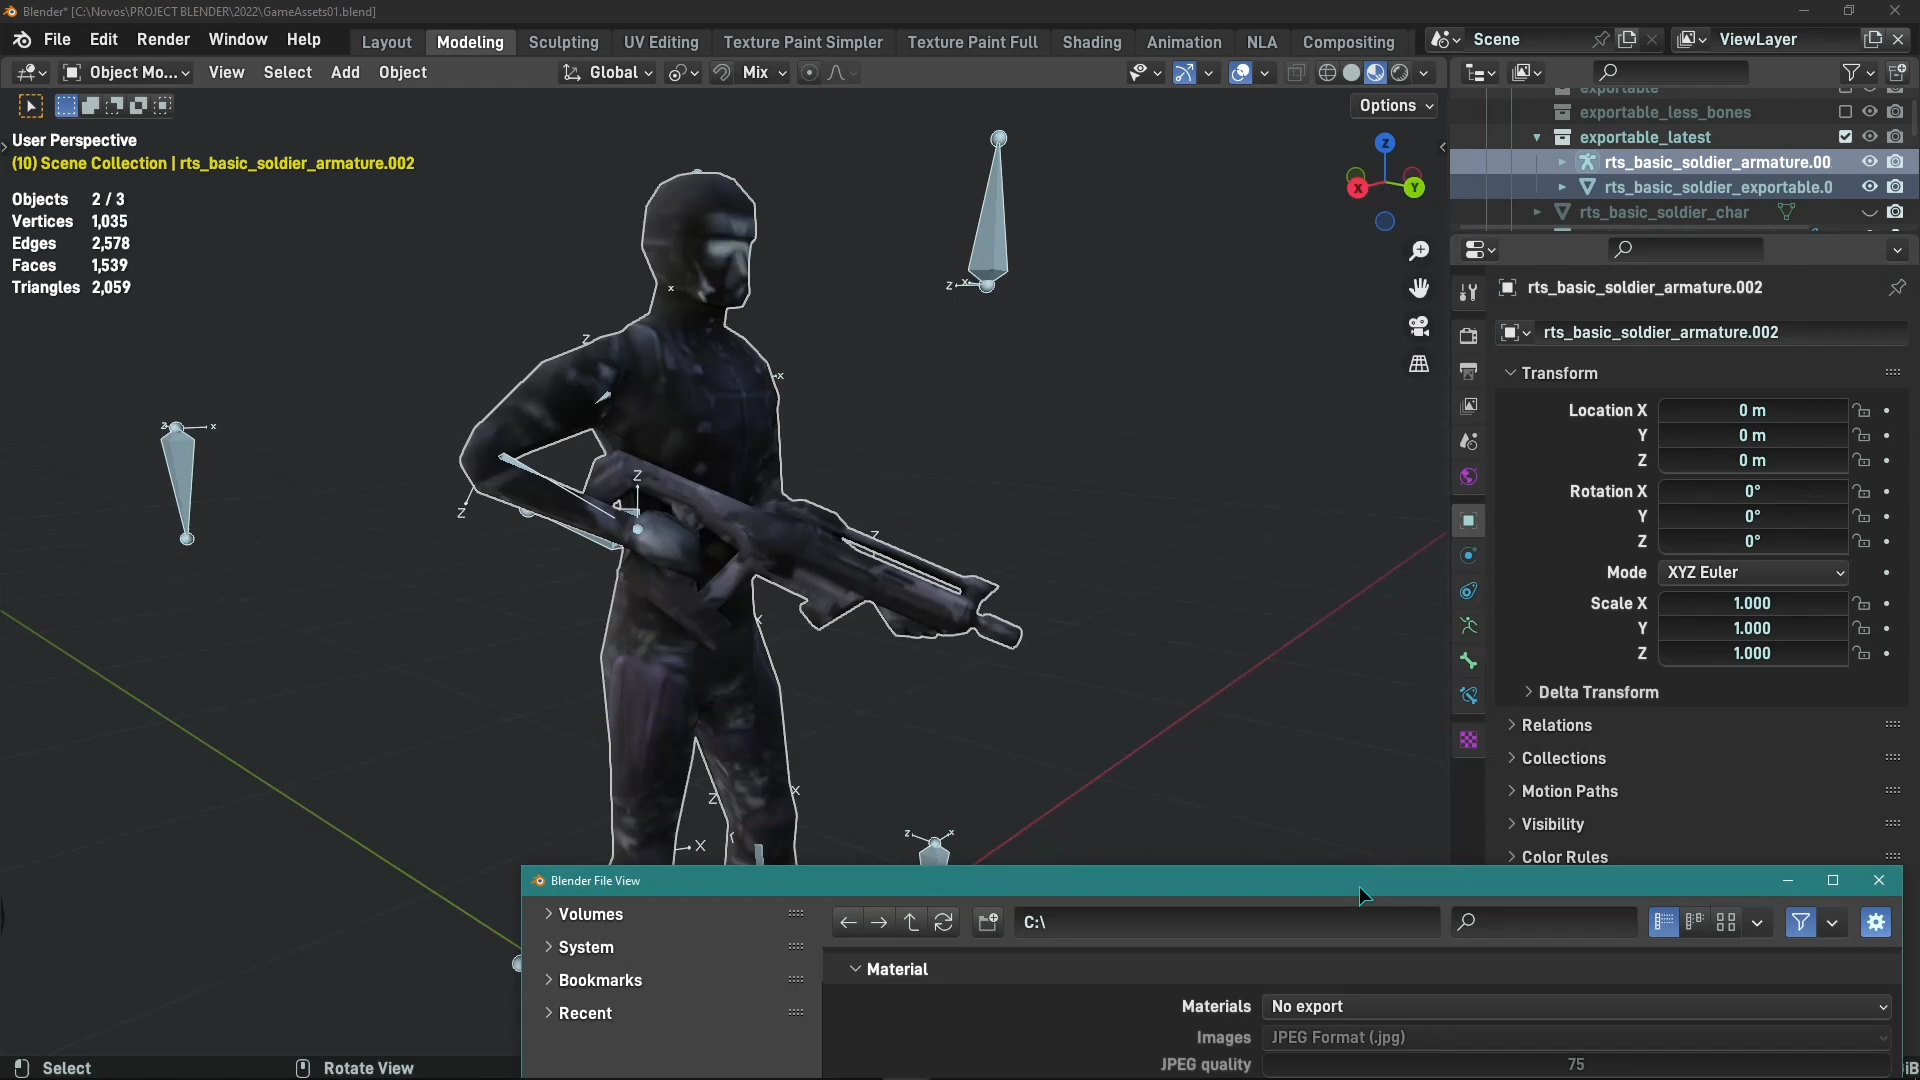 Blender* [C:\Novos\PROJECT BLENDER\2022\GameAssets01.blend]
File Edit Render Window Help Layout Modeling Sculpting UV Editing Texture Paint Simpler Texture Paint Full Shading Animation NLA Compositing Scene ViewLayer
Object Mo... View Select Add Object Global Mix
Options
User Perspective
(10) Scene Collection | rts_basic_soldier_armature.002
Objects 2 / 3
Vertices 1,035
Edges 2,578
Faces 1,539
Triangles 2,059
Z
X
Y
exportable
exportable_less_bones
exportable_latest
rts_basic_soldier_armature.00
rts_basic_soldier_exportable.0
rts_basic_soldier_char
rts_basic_soldier_armature.002
rts_basic_soldier_armature.002
Transform
Location X 0 m
Y 0 m
Z 0 m
Rotation X 0°
Y 0°
Z 0°
Mode XYZ Euler
Scale X 1.000
Y 1.000
Z 1.000
Delta Transform
Relations
Collections
Motion Paths
Visibility
Color Rules
Blender File View
Volumes
System
Bookmarks
Recent
C:\
Material
Materials No export
Images JPEG Format (.jpg)
JPEG quality 75
Select Rotate View
iB